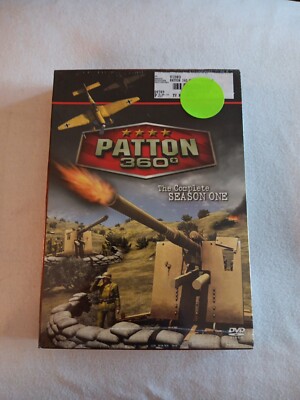 PATTON
360°
The Complete
SEASON ONE
DVD